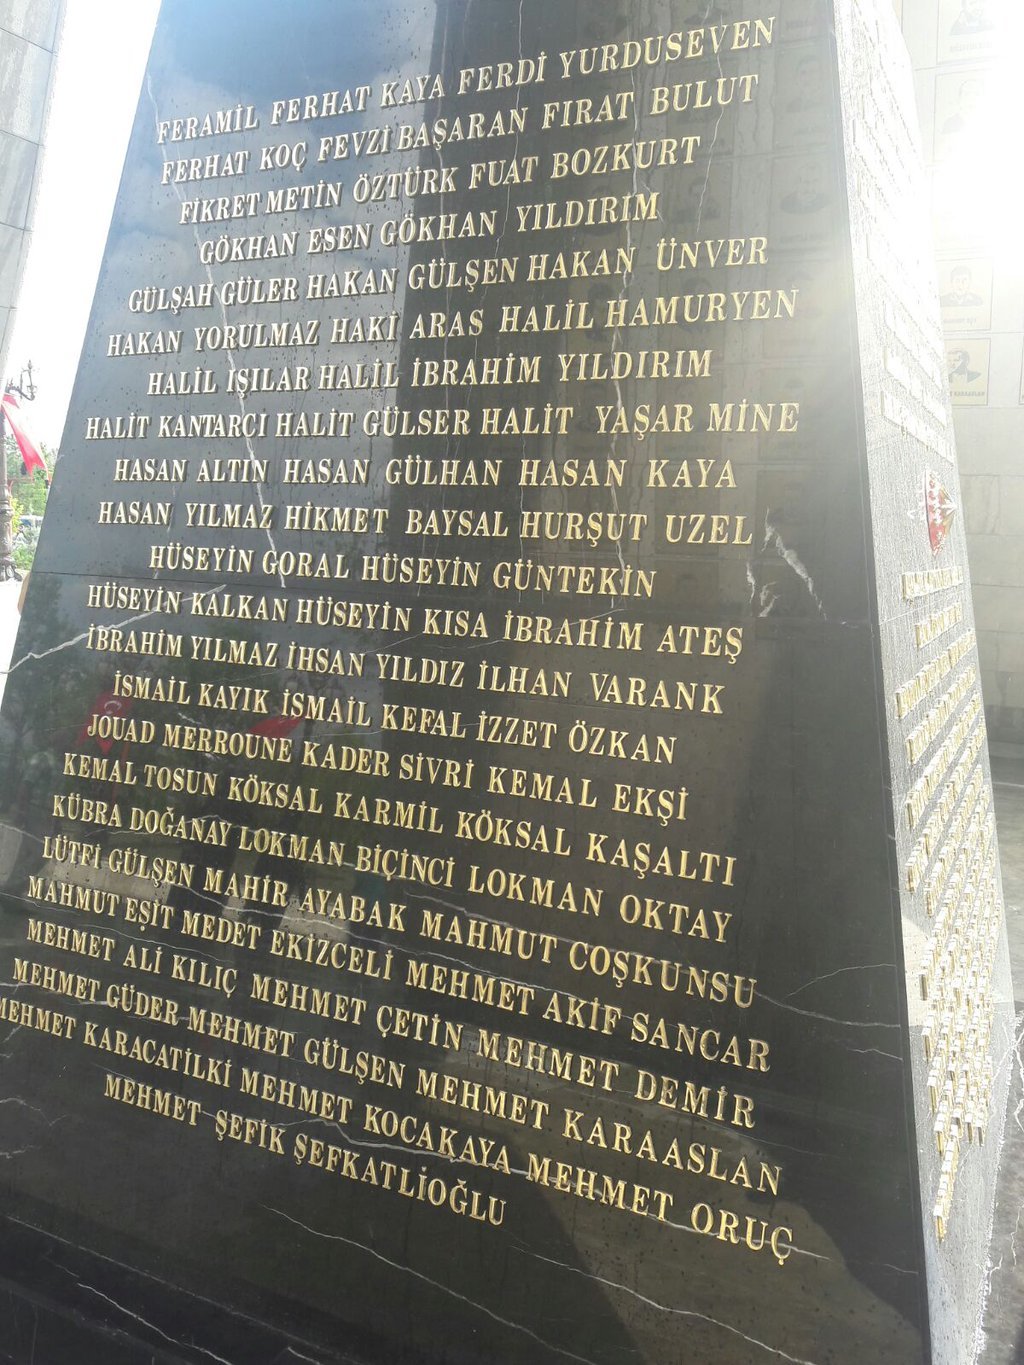 FERAMİL FERHAT KAYA FERDİ YURDUSEVEN
FERHAT KOÇ FEVZİ BAŞARAN FIRAT BULUT
FİKRET METİN ÖZTÜRK FUAT BOZKURT
GÖKHAN ESEN GÖKHAN YILDIRIM
GÜLŞAH GÜLER HAKAN GÜLŞEN HAKAN ÜNVER
HAKAN YORULMAZ HAKİ ARAS HALİL HAMURYEN
HALİL IŞILAR HALİL İBRAHİM YILDIRIM
HALİT KANTARCI HALİT GÜLSER HALİT YAŞAR MİNE
HASAN ALTIN HASAN GÜLHAN HASAN KAYA
HASAN YILMAZ HİKMET BAYSAL HURŞUT UZEL
HÜSEYİN GORAL HÜSEYİN GÜNTEKİN
HÜSEYİN KALKAN HÜSEYİN KISA İBRAHİM ATEŞ
İBRAHİM YILMAZ İHSAN YILDIZ İLHAN VARANK
İSMAİL KAYIK İSMAİL KEFAL İZZET ÖZKAN
JOUAD MERROUNE KADER SİVRİ KEMAL EKŞİ
KEMAL TOSUN KÖKSAL KARMİL KÖKSAL KAŞALTI
KÜBRA DOĞANAY LOKMAN BİÇİNCİ LOKMAN OKTAY
LÜTFİ GÜLŞEN MAHİR AYABAK MAHMUT COŞKUNSU
MAHMUT EŞİT MEDET EKİZCELİ MEHMET AKİF SANCAR
MEHMET ALİ KILIÇ MEHMET ÇETİN MEHMET DEMİR
MEHMET GÜDER MEHMET GÜLŞEN MEHMET KARAASLAN
MEHMET KARACATİLKİ MEHMET KOCAKAYA MEHMET ORUÇ
MEHMET ŞEFİK ŞEFKATLİOĞLU